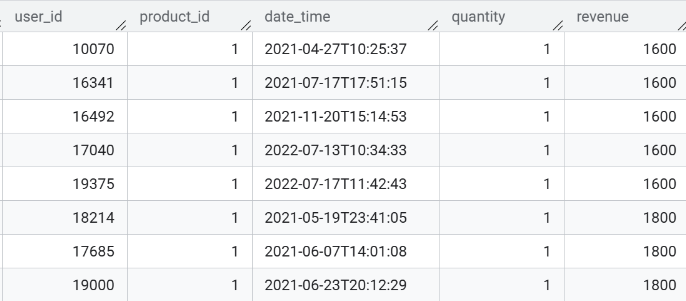 user_id product_id date_time quantity revenue
10070 1 2021-04-27T10:25:37 1 1600
16341 1 2021-07-17T17:51:15 1 1600
16492 1 2021-11-20T15:14:53 1 1600
17040 1 2022-07-13T10:34:33 1 1600
19375 1 2022-07-17T11:42:43 1 1600
18214 1 2021-05-19T23:41:05 1 1800
17685 1 2021-06-07T14:01:08 1 1800
19000 1 2021-06-23T20:12:29 1 1800